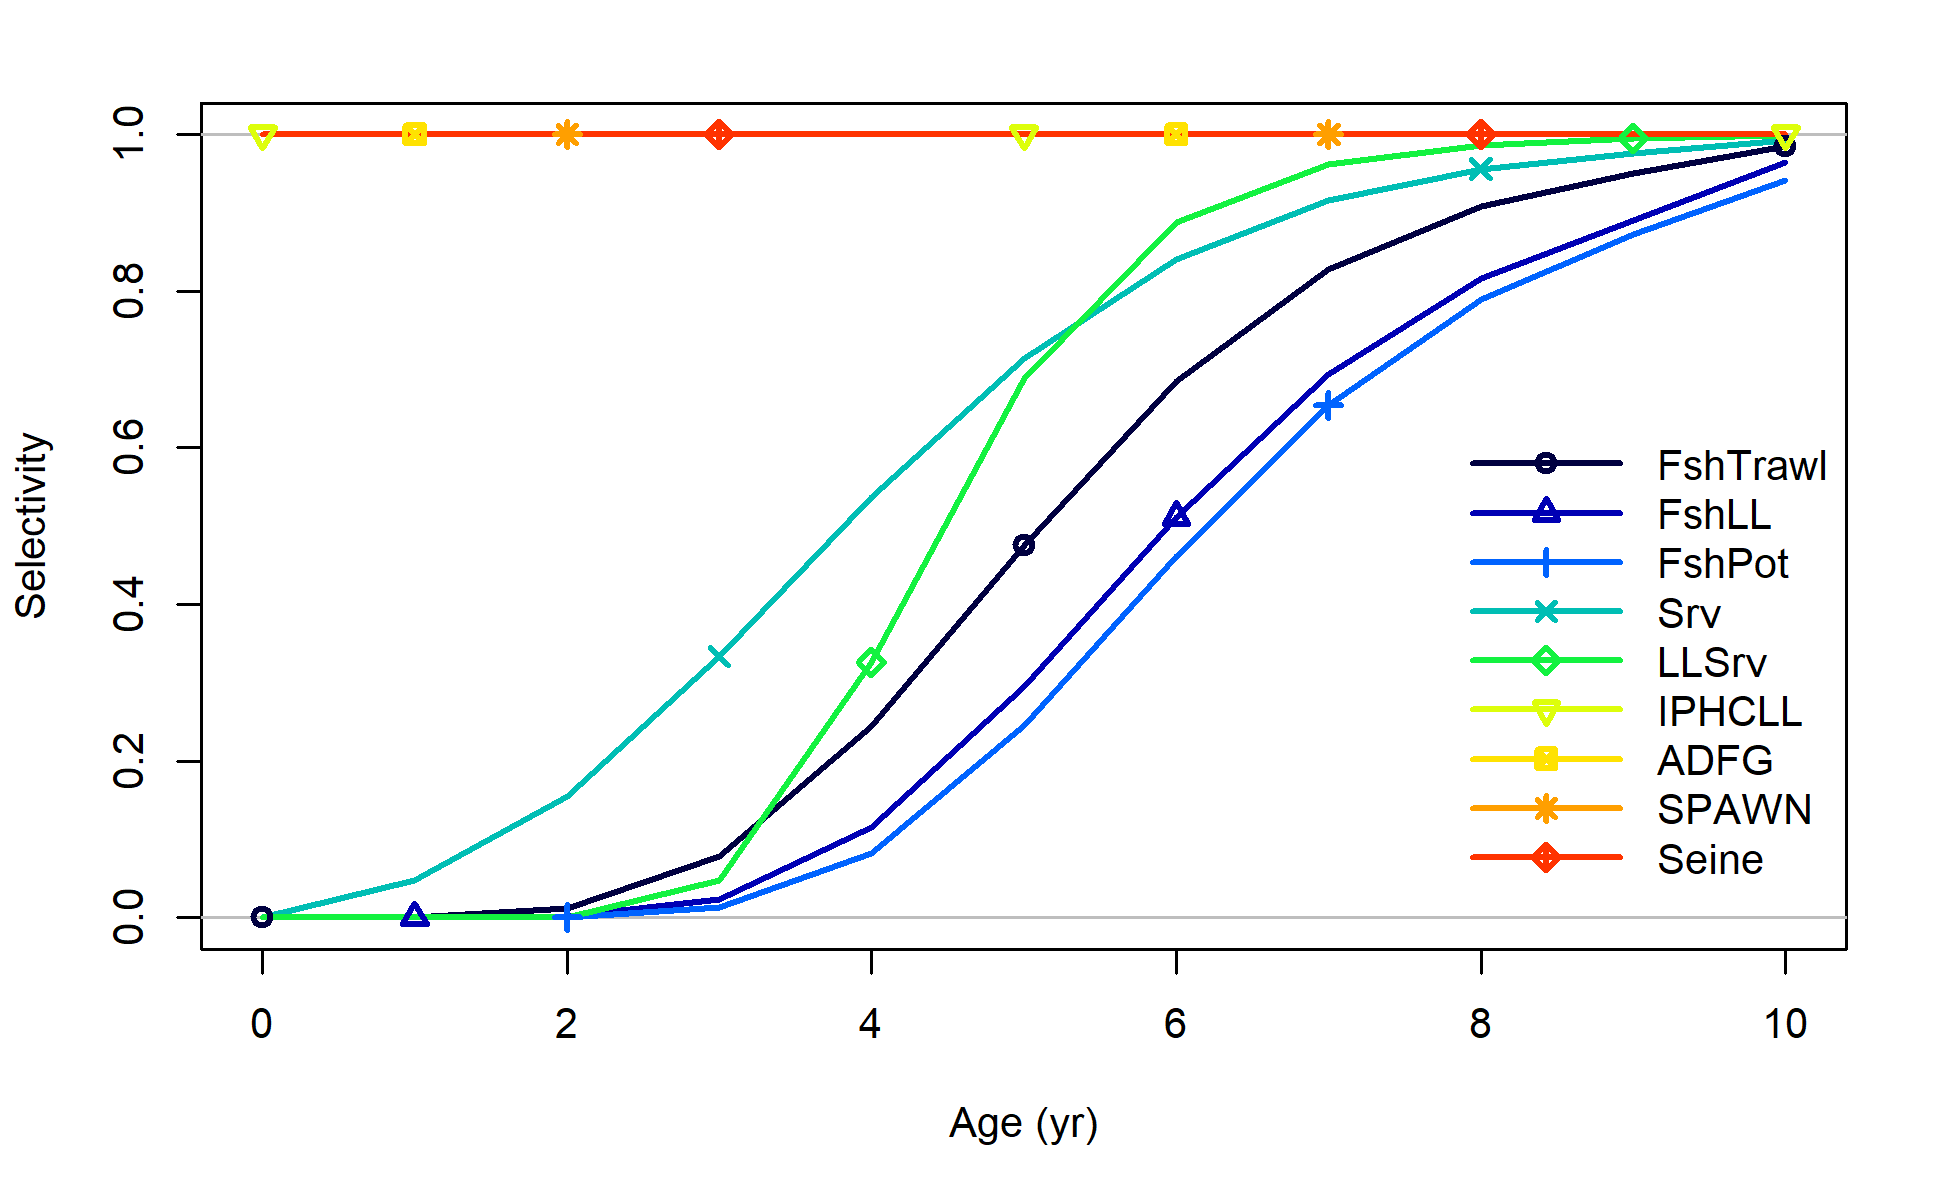 Selectivity
1.0
0.8
0.6
0.4
0.2
0.0
FshTrawl
FshLL
FshPot
Srv
LLSrv
IPHCLL
ADFG
SPAWN
Seine
0 2 4 6 8 10
Age (yr)